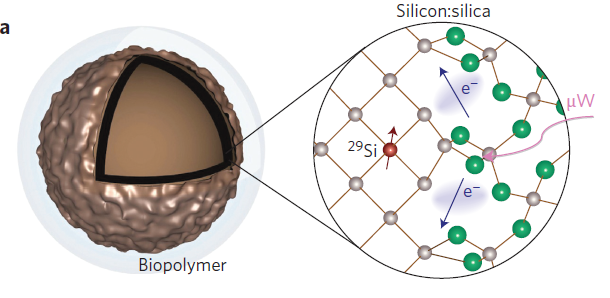 Silicon:silica
a
e⁻
μW
²⁹Si
e⁻
Biopolymer